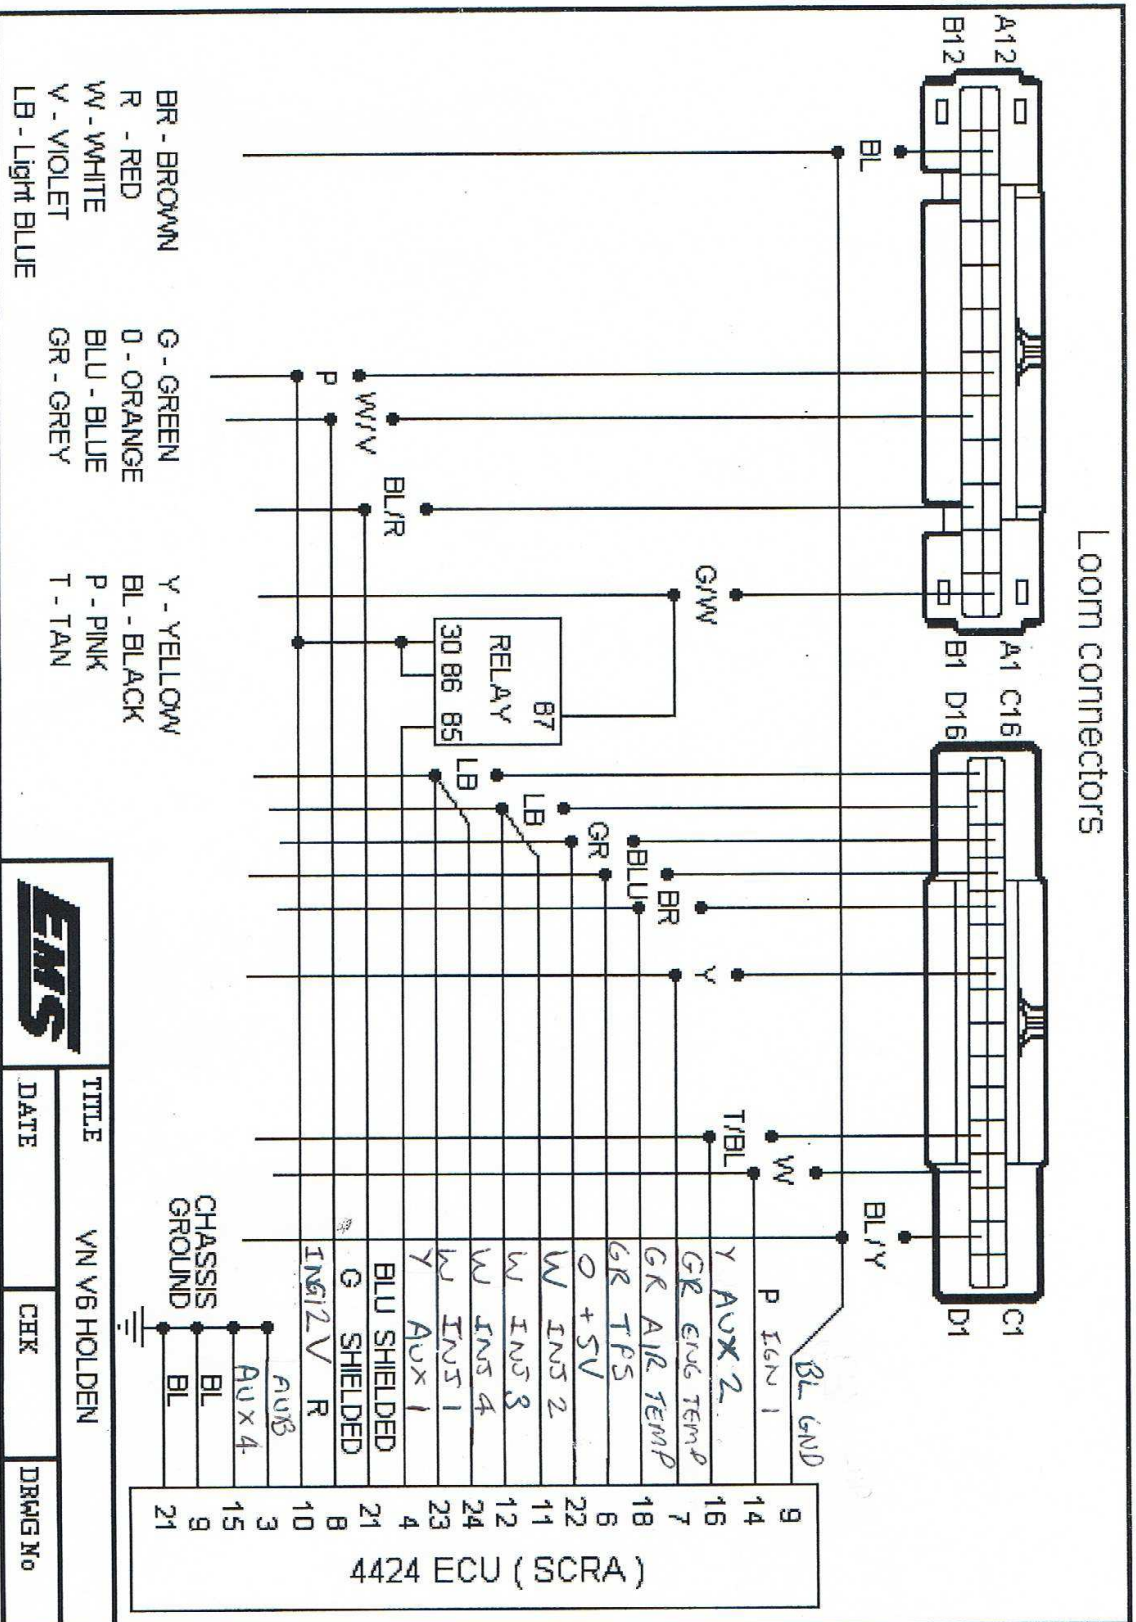 Loom connectors
A12
B12
A1
B1
C16
D16
C1
D1
BL
P
W/V
BL/R
G/W
RELAY
87
30 86 85
LB
LB
GR
BLU
BR
Y
T/BL
W
BL/Y
BL GND
P IGN 1
Y AUX 2
GR ENG TEMP
GR AIR TEMP
GR TPS
O +5V
W INJ 2
W INJ 3
W INJ 4
W INJ 1
Y AUX 1
BLU SHIELDED
G SHIELDED
R
AUX 4
BL
BL
CHASSIS
GROUND
9
14
16
7
18
6
22
11
12
24
23
4
21
8
10
3
15
9
21
4424 ECU ( SCRA )
BR - BROWN
R - RED
W - WHITE
V - VIOLET
LB - Light BLUE
G - GREEN
O - ORANGE
BLU - BLUE
GR - GREY
Y - YELLOW
BL - BLACK
P - PINK
T - TAN
EMS
TITLE VN V6 HOLDEN
DATE
CHK
DRWG No